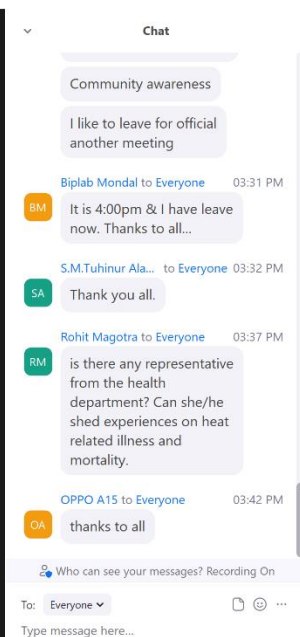 Chat
Community awareness
I like to leave for official
another meeting
Biplab Mondal to Everyone 03:31 PM
BM
It is 4:00pm & I have leave
now. Thanks to all...
S.M.Tuhinur Ala... to Everyone 03:32 PM
SA
Thank you all.
Rohit Magotra to Everyone 03:37 PM
RM
is there any representative
from the health
department? Can she/he
shed experiences on heat
related illness and
mortality.
OPPO A15 to Everyone 03:42 PM
OA
thanks to all
Who can see your messages? Recording On
To: Everyone
Type message here...